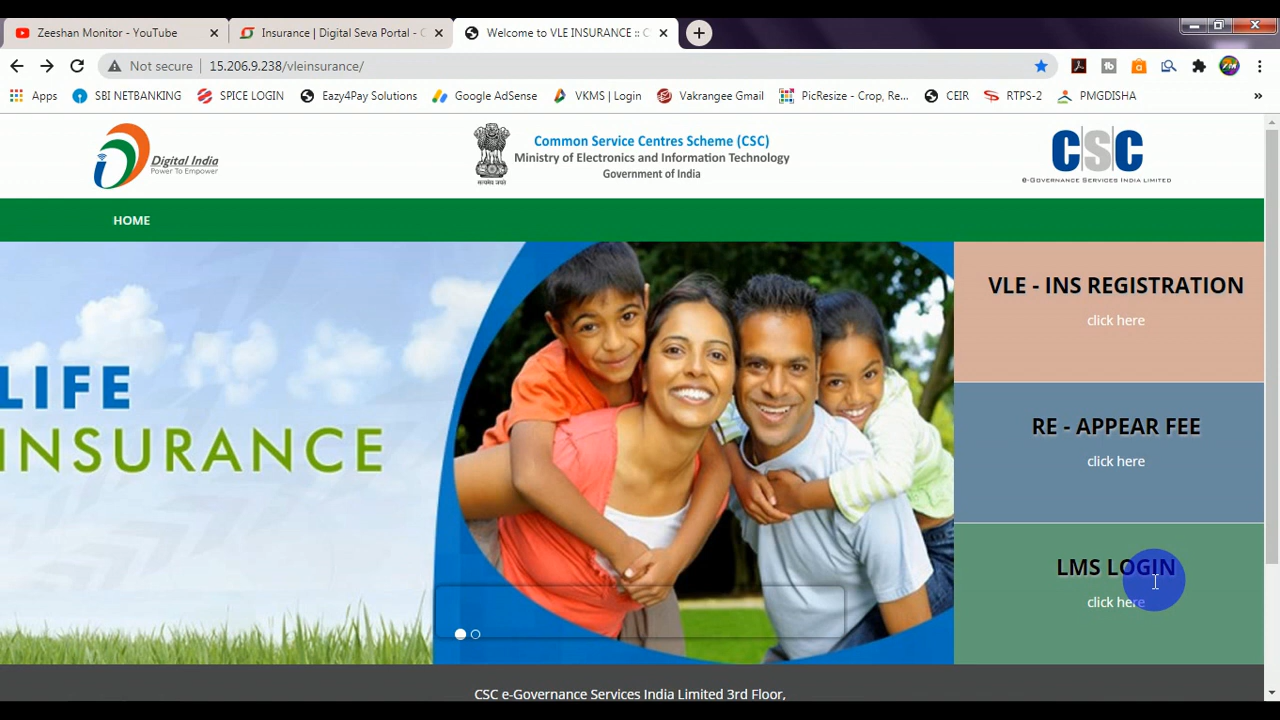 Zeeshan Monitor - YouTube
Insurance | Digital Seva Portal - C
Welcome to VLE INSURANCE :: C
Not secure
15.206.9.238/vleinsurance/
Apps
SBI NETBANKING
SPICE LOGIN
Eazy4Pay Solutions
Google AdSense
VKMS | Login
Vakrangee Gmail
PicResize - Crop, Re...
CEIR
RTPS-2
PMGDISHA
Digital India
Power To Empower
Common Service Centres Scheme (CSC)
Ministry of Electronics and Information Technology
Government of India
CSC
e-Governance Services India Limited
HOME
LIFE
INSURANCE
VLE - INS REGISTRATION
click here
RE - APPEAR FEE
click here
LMS LOGIN
click here
CSC e-Governance Services India Limited 3rd Floor,